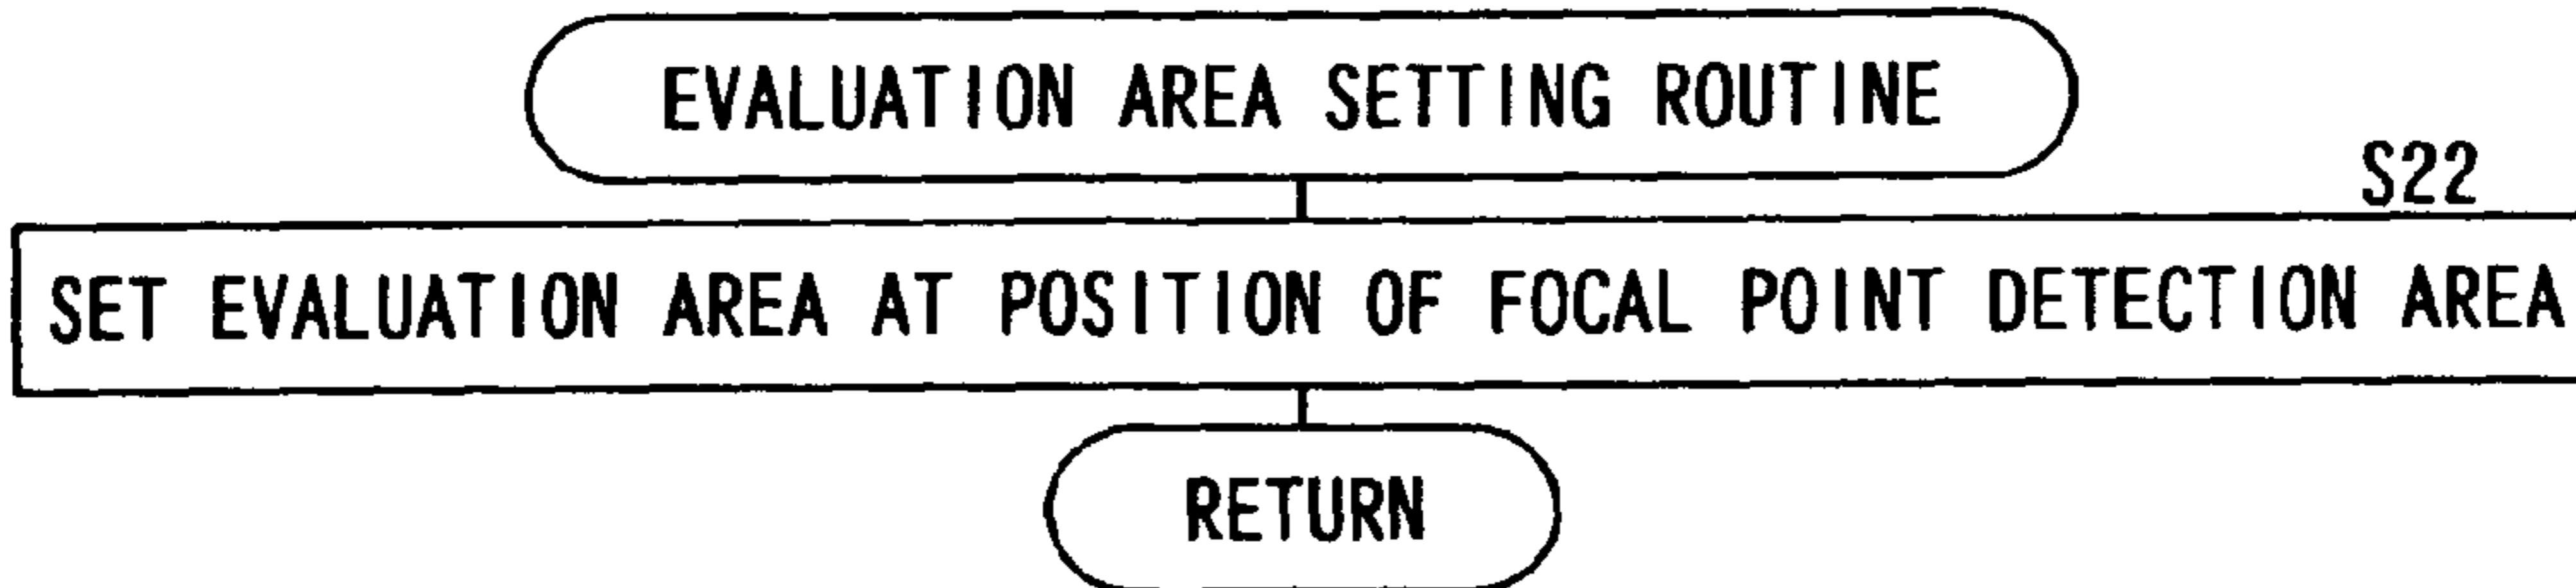 EVALUATION AREA SETTING ROUTINE
S22
SET EVALUATION AREA AT POSITION OF FOCAL POINT DETECTION AREA
RETURN